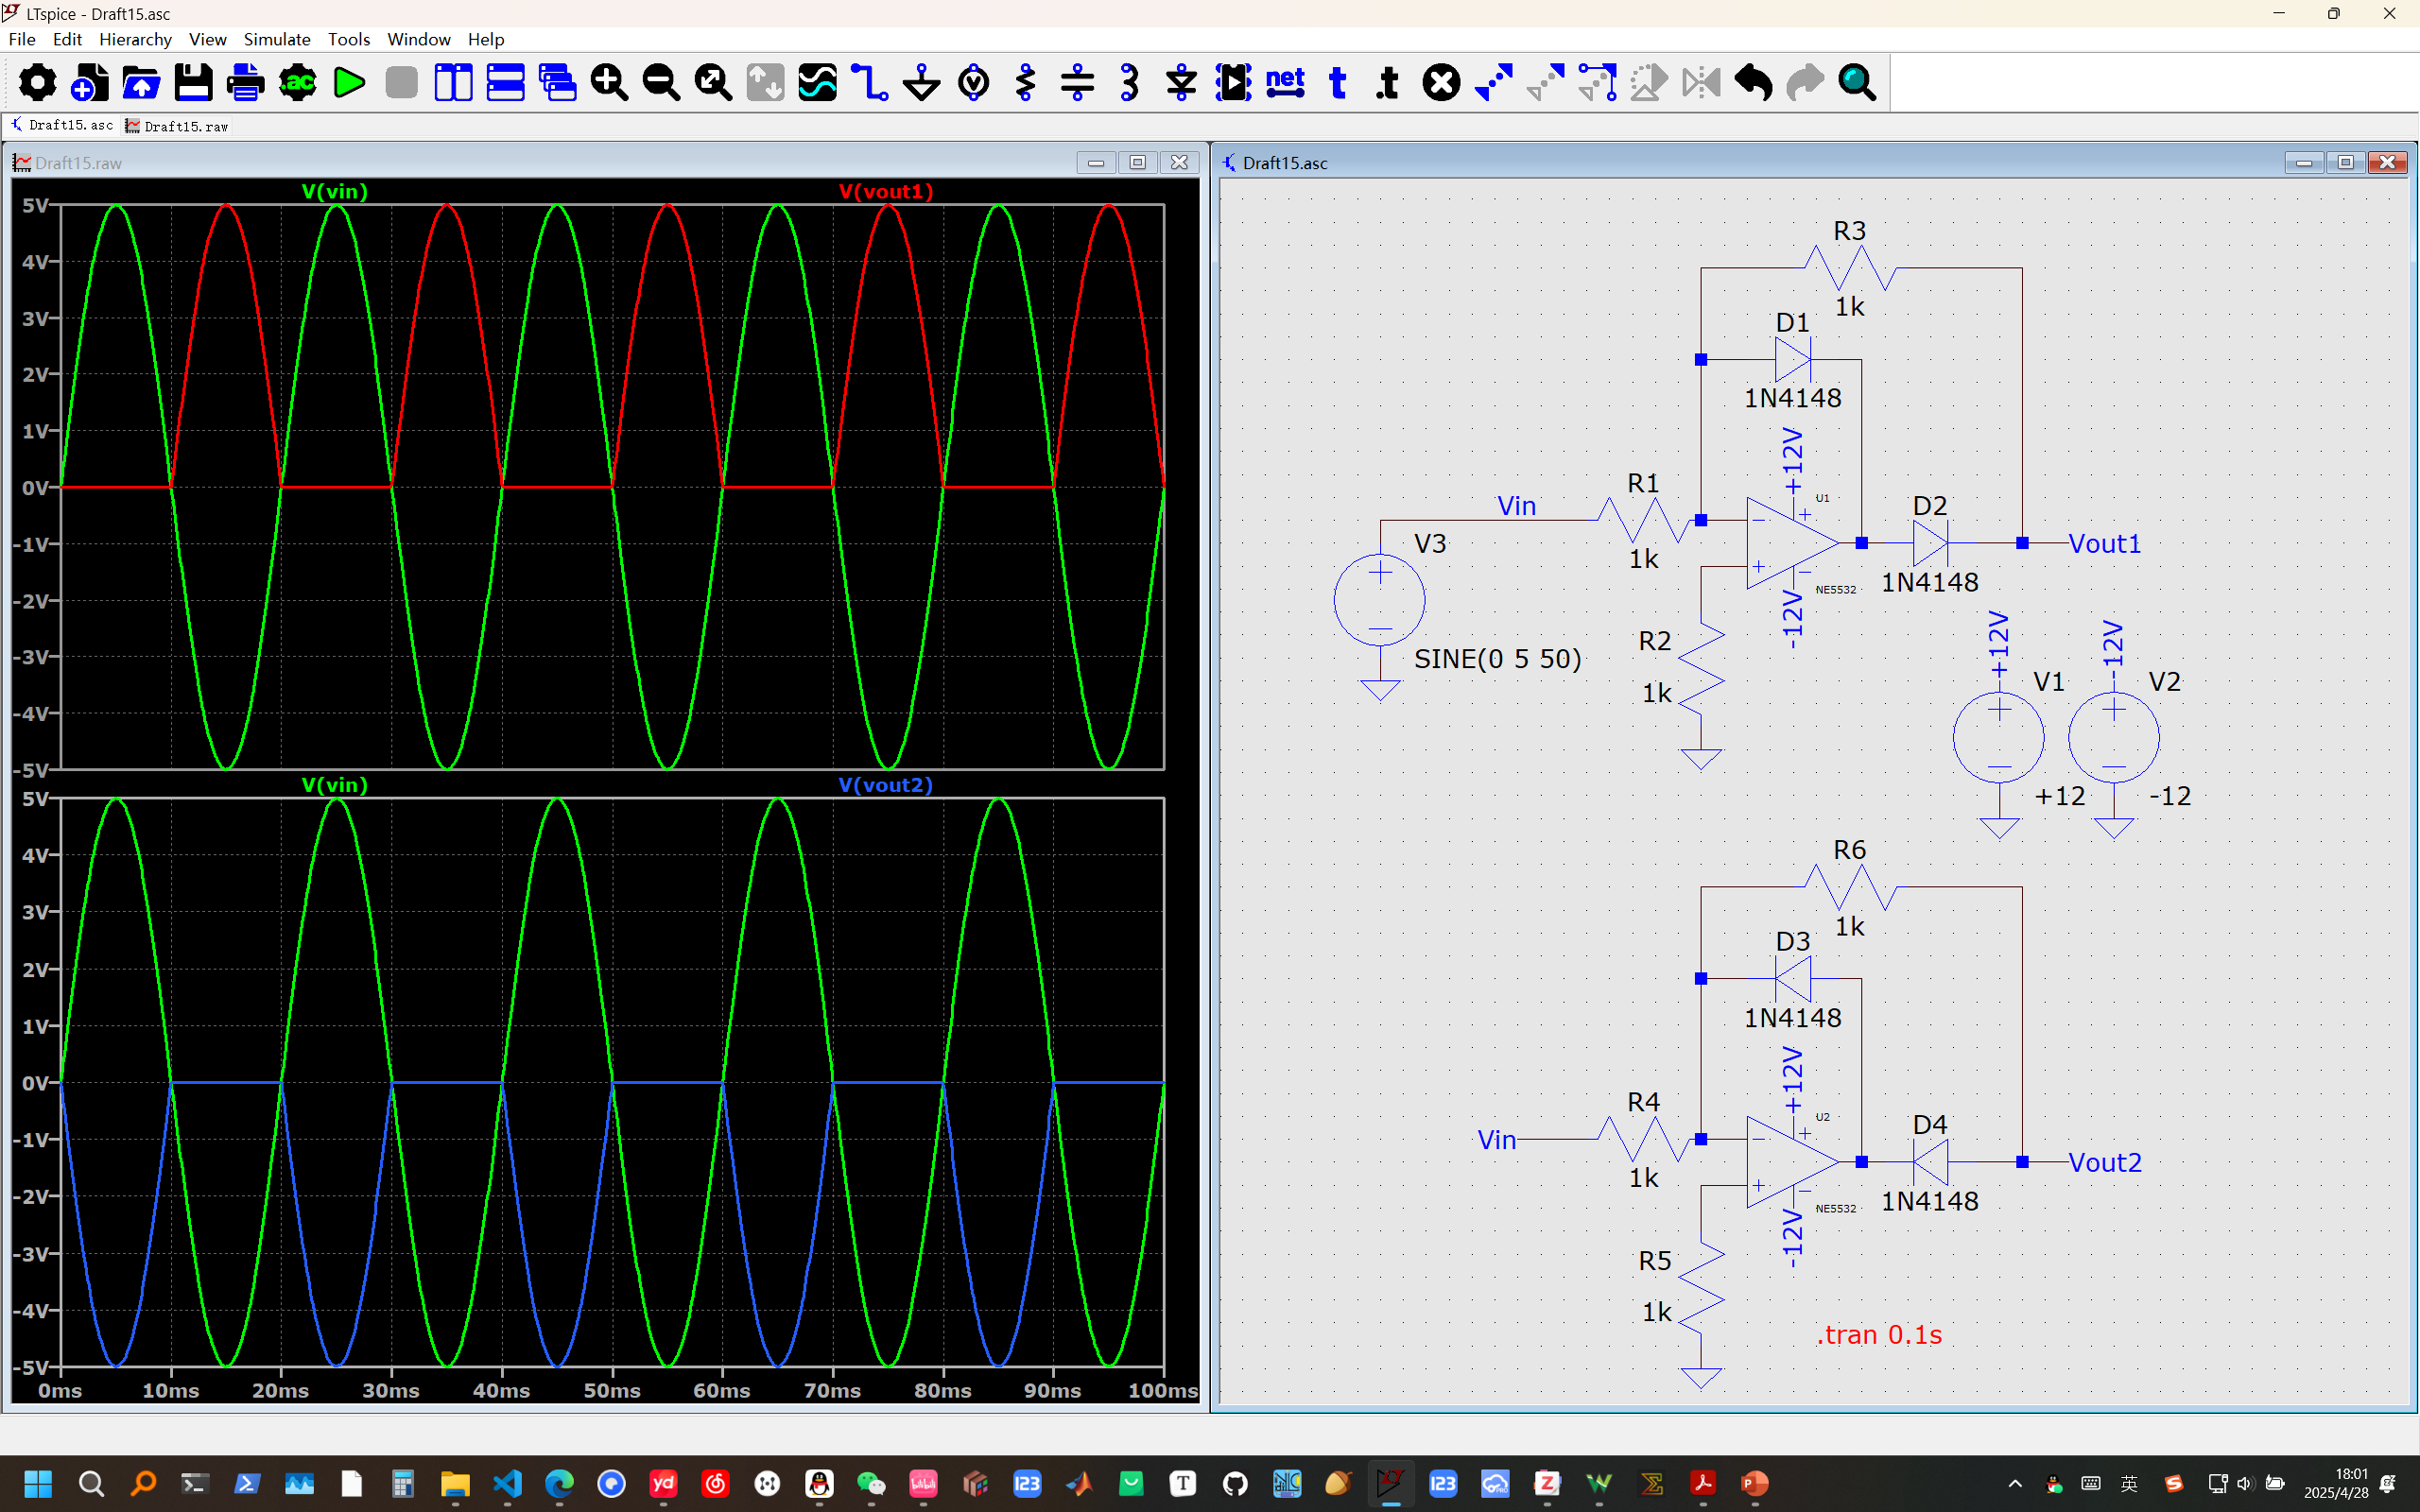 LTspice - Draft15.asc
File Edit Hierarchy View Simulate Tools Window Help
.ac net t .t
Draft15.asc Draft15.raw
Draft15.raw
V(vin) V(vout1)
5V
4V
3V
2V
1V
0V
-1V
-2V
-3V
-4V
-5V
V(vin) V(vout2)
5V
4V
3V
2V
1V
0V
-1V
-2V
-3V
-4V
-5V
0ms 10ms 20ms 30ms 40ms 50ms 60ms 70ms 80ms 90ms 100ms
Draft15.asc
R3
1k
D1
1N4148
+12V
R1
U1
D2
Vin
V3
1k
Vout1
1N4148
NE5532
-12V
R2
SINE(0 5 50)
1k
+12V
-12V
V1
V2
+12
-12
R6
1k
D3
1N4148
+12V
R4
U2
D4
Vin
Vout2
1k
1N4148
NE5532
-12V
R5
1k
.tran 0.1s
yd
123
T
123
Z
W
P
英
S
18:01
2025/4/28